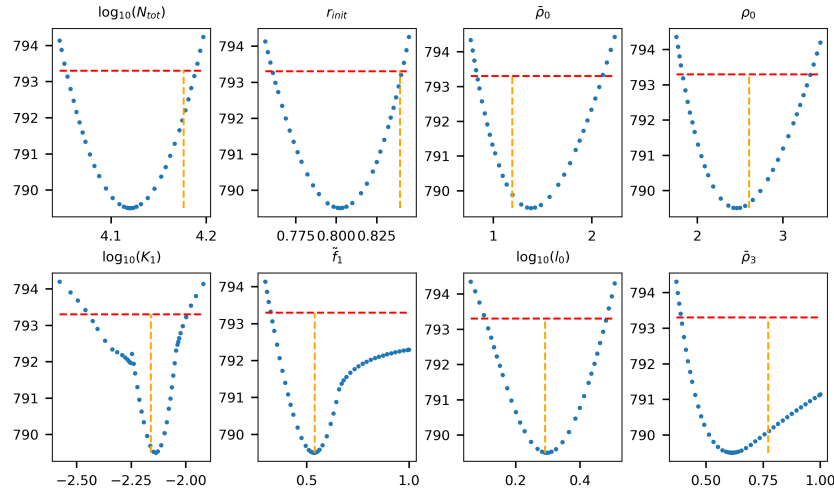 log₁₀(Nₜₒₜ) r_init ρ̄₀ ρ₀
794 794 794 794
793 793 793 793
792 792 792 792
791 791 791 791
790 790 790 790
4.1 4.2 0.775 0.800 0.825 1 2 2 3
log₁₀(K₁) f̃₁ log₁₀(I₀) ρ̄₃
794 794 794 794
793 793 793 793
792 792 792 792
791 791 791 791
790 790 790 790
−2.50 −2.25 −2.00 0.5 1.0 0.2 0.4 0.50 0.75 1.00